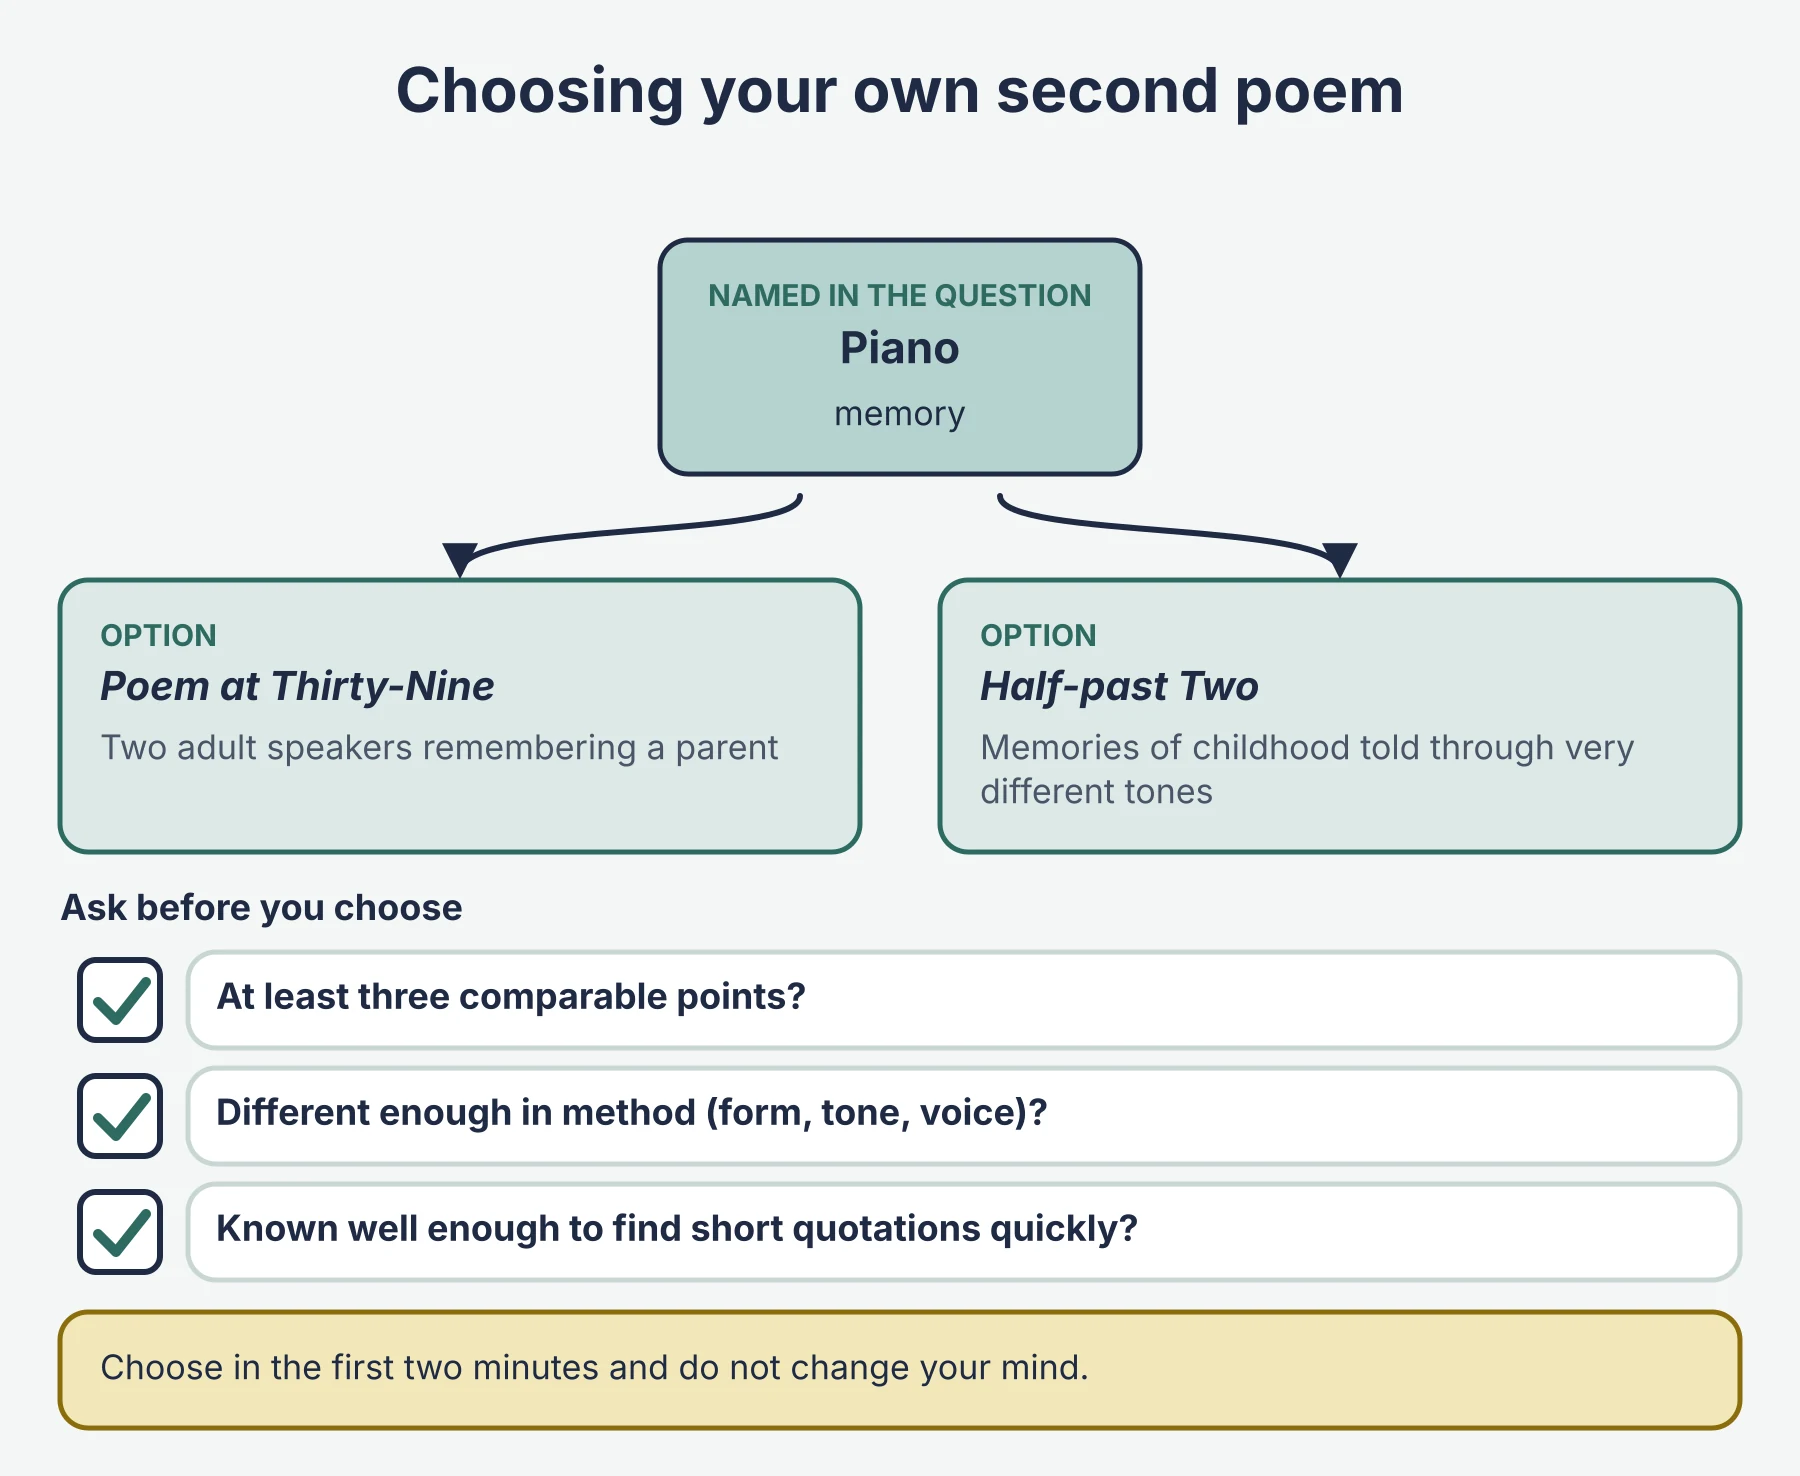 Choosing your own second poem
NAMED IN THE QUESTION
Piano
memory
OPTION
Poem at Thirty-Nine
Two adult speakers remembering a parent
OPTION
Half-past Two
Memories of childhood told through very
different tones
Ask before you choose
At least three comparable points?
Different enough in method (form, tone, voice)?
Known well enough to find short quotations quickly?
Choose in the first two minutes and do not change your mind.